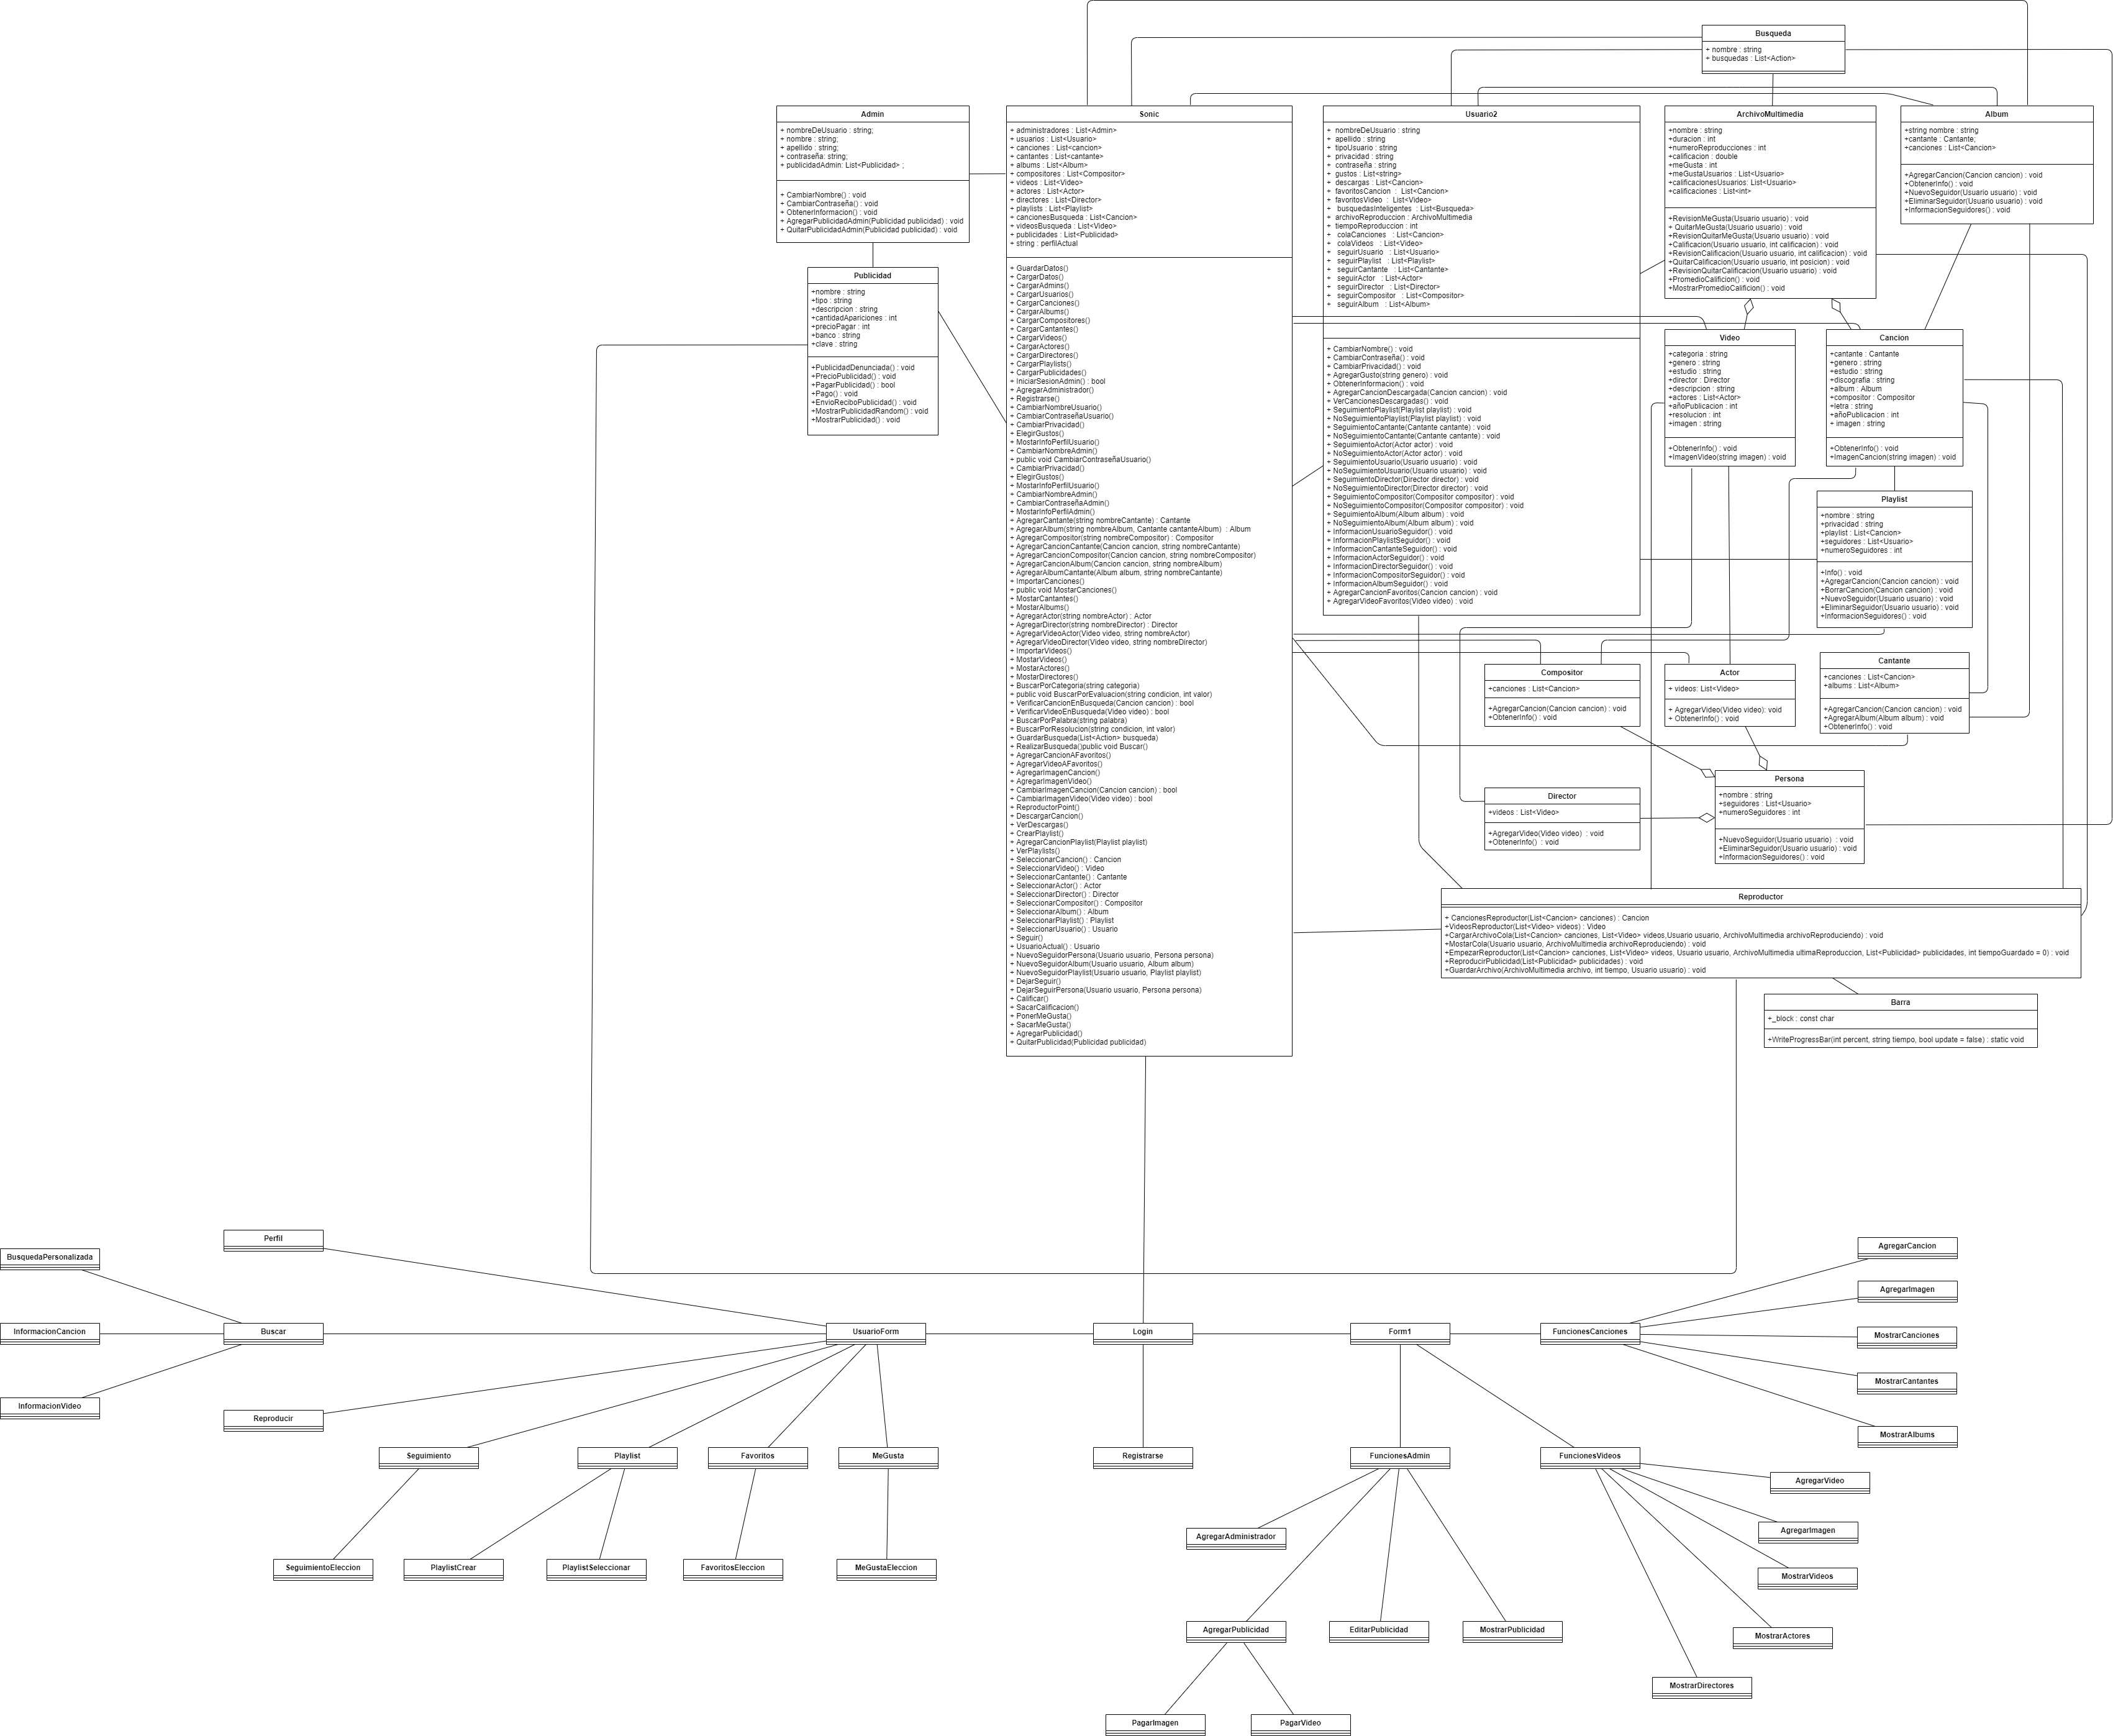 Busqueda
+ nombre : string
+ busquedas : List<Action>
Admin
+ nombreDeUsuario : string;
+ nombre : string;
+ apellido : string;
+ contraseña: string;
+ publicidadAdmin: List<Publicidad> ;
+ CambiarNombre() : void
+ CambiarContraseña() : void
+ ObtenerInformacion() : void
+ AgregarPublicidadAdmin(Publicidad publicidad) : void
+ QuitarPublicidadAdmin(Publicidad publicidad) : void
Publicidad
+nombre : string
+tipo : string
+descripcion : string
+cantidadApariciones : int
+precioPagar : int
+banco : string
+clave : string
+PublicidadDenunciada() : void
+PrecioPublicidad() : void
+PagarPublicidad() : bool
+Pago() : void
+EnvioReciboPublicidad() : void
+MostrarPublicidadRandom() : void
+MostrarPublicidad() : void
Sonic
+ administradores : List<Admin>
+ usuarios : List<Usuario>
+ canciones : List<cancion>
+ cantantes : List<cantante>
+ albums : List<Album>
+ compositores : List<Compositor>
+ videos : List<Video>
+ actores : List<Actor>
+ directores : List<Director>
+ playlists : List<Playlist>
+ cancionesBusqueda : List<Cancion>
+ videosBusqueda : List<Video>
+ publicidades : List<Publicidad>
+ string : perfilActual
+ GuardarDatos()
+ CargarDatos()
+ CargarAdmins()
+ CargarUsuarios()
+ CargarCanciones()
+ CargarAlbums()
+ CargarCompositores()
+ CargarCantantes()
+ CargarVideos()
+ CargarActores()
+ CargarDirectores()
+ CargarPlaylists()
+ CargarPublicidades()
+ IniciarSesionAdmin() : bool
+ AgregarAdministrador()
+ Registrarse()
+ CambiarNombreUsuario()
+ CambiarContraseñaUsuario()
+ CambiarPrivacidad()
+ ElegirGustos()
+ MostarInfoPerfilUsuario()
+ CambiarNombreAdmin()
+ public void CambiarContraseñaUsuario()
+ CambiarPrivacidad()
+ ElegirGustos()
+ MostarInfoPerfilUsuario()
+ CambiarNombreAdmin()
+ CambiarContraseñaAdmin()
+ MostarInfoPerfilAdmin()
+ AgregarCantante(string nombreCantante) : Cantante
+ AgregarAlbum(string nombreAlbum, Cantante cantanteAlbum) : Album
+ AgregarCompositor(string nombreCompositor) : Compositor
+ AgregarCancionCantante(Cancion cancion, string nombreCantante)
+ AgregarCancionCompositor(Cancion cancion, string nombreCompositor)
+ AgregarCancionAlbum(Cancion cancion, string nombreAlbum)
+ AgregarAlbumCantante(Album album, string nombreCantante)
+ ImportarCanciones()
+ public void MostarCanciones()
+ MostarCantantes()
+ MostarAlbums()
+ AgregarActor(string nombreActor) : Actor
+ AgregarDirector(string nombreDirector) : Director
+ AgregarVideoActor(Video video, string nombreActor)
+ AgregarVideoDirector(Video video, string nombreDirector)
+ ImportarVideos()
+ MostarVideos()
+ MostarActores()
+ MostarDirectores()
+ BuscarPorCategoria(string categoria)
+ public void BuscarPorEvaluacion(string condicion, int valor)
+ VerificarCancionEnBusqueda(Cancion cancion) : bool
+ VerificarVideoEnBusqueda(Video video) : bool
+ BuscarPorPalabra(string palabra)
+ BuscarPorResolucion(string condicion, int valor)
+ GuardarBusqueda(List<Action> busqueda)
+ RealizarBusqueda()public void Buscar()
+ AgregarCancionAFavoritos()
+ AgregarVideoAFavoritos()
+ AgregarImagenCancion()
+ AgregarImagenVideo()
+ CambiarImagenCancion(Cancion cancion) : bool
+ CambiarImagenVideo(Video video) : bool
+ ReproductorPoint()
+ DescargarCancion()
+ VerDescargas()
+ CrearPlaylist()
+ AgregarCancionPlaylist(Playlist playlist)
+ VerPlaylists()
+ SeleccionarCancion() : Cancion
+ SeleccionarVideo() : Video
+ SeleccionarCantante() : Cantante
+ SeleccionarActor() : Actor
+ SeleccionarDirector() : Director
+ SeleccionarCompositor() : Compositor
+ SeleccionarAlbum() : Album
+ SeleccionarPlaylist() : Playlist
+ SeleccionarUsuario() : Usuario
+ Seguir()
+ UsuarioActual() : Usuario
+ NuevoSeguidorPersona(Usuario usuario, Persona persona)
+ NuevoSeguidorAlbum(Usuario usuario, Album album)
+ NuevoSeguidorPlaylist(Usuario usuario, Playlist playlist)
+ DejarSeguir()
+ DejarSeguirPersona(Usuario usuario, Persona persona)
+ Calificar()
+ SacarCalificacion()
+ PonerMeGusta()
+ SacarMeGusta()
+ AgregarPublicidad()
+ QuitarPublicidad(Publicidad publicidad)
Usuario2
+ nombreDeUsuario : string
+ apellido : string
+ tipoUsuario : string
+ privacidad : string
+ contraseña : string
+ gustos : List<string>
+ descargas : List<Cancion>
+ favoritosCancion : List<Cancion>
+ favoritosVideo : List<Video>
+ busquedasInteligentes : List<Busqueda>
+ archivoReproduccion : ArchivoMultimedia
+ tiempoReproduccion : int
+ colaCanciones : List<Cancion>
+ colaVideos : List<Video>
+ seguirUsuario : List<Usuario>
+ seguirPlaylist : List<Playlist>
+ seguirCantante : List<Cantante>
+ seguirActor : List<Actor>
+ seguirDirector : List<Director>
+ seguirCompositor : List<Compositor>
+ seguirAlbum : List<Album>
+ CambiarNombre() : void
+ CambiarContraseña() : void
+ CambiarPrivacidad() : void
+ AgregarGusto(string genero) : void
+ ObtenerInformacion() : void
+ AgregarCancionDescargada(Cancion cancion) : void
+ VerCancionesDescargadas() : void
+ SeguimientoPlaylist(Playlist playlist) : void
+ NoSeguimientoPlaylist(Playlist playlist) : void
+ SeguimientoCantante(Cantante cantante) : void
+ NoSeguimientoCantante(Cantante cantante) : void
+ SeguimientoActor(Actor actor) : void
+ NoSeguimientoActor(Actor actor) : void
+ SeguimientoUsuario(Usuario usuario) : void
+ NoSeguimientoUsuario(Usuario usuario) : void
+ SeguimientoDirector(Director director) : void
+ NoSeguimientoDirector(Director director) : void
+ SeguimientoCompositor(Compositor compositor) : void
+ NoSeguimientoCompositor(Compositor compositor) : void
+ SeguimientoAlbum(Album album) : void
+ NoSeguimientoAlbum(Album album) : void
+ InformacionUsuarioSeguidor() : void
+ InformacionPlaylistSeguidor() : void
+ InformacionCantanteSeguidor() : void
+ InformacionActorSeguidor() : void
+ InformacionDirectorSeguidor() : void
+ InformacionCompositorSeguidor() : void
+ InformacionAlbumSeguidor() : void
+ AgregarCancionFavoritos(Cancion cancion) : void
+ AgregarVideoFavoritos(Video video) : void
ArchivoMultimedia
+nombre : string
+duracion : int
+numeroReproducciones : int
+calificacion : double
+meGusta : int
+meGustaUsuarios : List<Usuario>
+calificacionesUsuarios: List<Usuario>
+calificaciones : List<int>
+RevisionMeGusta(Usuario usuario) : void
+ QuitarMeGusta(Usuario usuario) : void
+RevisionQuitarMeGusta(Usuario usuario) : void
+Calificacion(Usuario usuario, int calificacion) : void
+RevisionCalificacion(Usuario usuario, int calificacion) : void
+QuitarCalificacion(Usuario usuario, int posicion) : void
+RevisionQuitarCalificacion(Usuario usuario) : void
+PromedioCalificion() : void
+MostrarPromedioCalificion() : void
Album
+string nombre : string
+cantante : Cantante;
+canciones : List<Cancion>
+AgregarCancion(Cancion cancion) : void
+ObtenerInfo() : void
+NuevoSeguidor(Usuario usuario) : void
+EliminarSeguidor(Usuario usuario) : void
+InformacionSeguidores() : void
Video
+categoria : string
+genero : string
+estudio : string
+director : Director
+descripcion : string
+actores : List<Actor>
+añoPublicacion : int
+resolucion : int
+imagen : string
+ObtenerInfo() : void
+ImagenVideo(string imagen) : void
Cancion
+cantante : Cantante
+genero : string
+estudio : string
+discografia : string
+album : Album
+compositor : Compositor
+letra : string
+añoPublicacion : int
+ imagen : string
+ObtenerInfo() : void
+ImagenCancion(string imagen) : void
Playlist
+nombre : string
+privacidad : string
+playlist : List<Cancion>
+seguidores : List<Usuario>
+numeroSeguidores : int
+Info() : void
+AgregarCancion(Cancion cancion) : void
+BorrarCancion(Cancion cancion) : void
+NuevoSeguidor(Usuario usuario) : void
+EliminarSeguidor(Usuario usuario) : void
+InformacionSeguidores() : void
Compositor
+canciones : List<Cancion>
+AgregarCancion(Cancion cancion) : void
+ObtenerInfo() : void
Actor
+ videos: List<Video>
+ AgregarVideo(Video video): void
+ ObtenerInfo() : void
Cantante
+canciones : List<Cancion>
+albums : List<Album>
+AgregarCancion(Cancion cancion) : void
+AgregarAlbum(Album album) : void
+ObtenerInfo() : void
Director
+videos : List<Video>
+AgregarVideo(Video video) : void
+ObtenerInfo() : void
Persona
+nombre : string
+seguidores : List<Usuario>
+numeroSeguidores : int
+NuevoSeguidor(Usuario usuario) : void
+EliminarSeguidor(Usuario usuario) : void
+InformacionSeguidores() : void
Reproductor
+ CancionesReproductor(List<Cancion> canciones) : Cancion
+VideosReproductor(List<Video> videos) : Video
+CargarArchivoCola(List<Cancion> canciones, List<Video> videos,Usuario usuario, ArchivoMultimedia archivoReproduciendo) : void
+MostarCola(Usuario usuario, ArchivoMultimedia archivoReproduciendo) : void
+EmpezarReproductor(List<Cancion> canciones, List<Video> videos, Usuario usuario, ArchivoMultimedia ultimaReproduccion, List<Publicidad> publicidades, int tiempoGuardado = 0) : void
+ReproducirPublicidad(List<Publicidad> publicidades) : void
+GuardarArchivo(ArchivoMultimedia archivo, int tiempo, Usuario usuario) : void
Barra
+_block : const char
+WriteProgressBar(int percent, string tiempo, bool update = false) : static void
Perfil
BusquedaPersonalizada
InformacionCancion
Buscar
UsuarioForm
Login
Form1
FuncionesCanciones
AgregarCancion
AgregarImagen
MostrarCanciones
MostrarCantantes
MostrarAlbums
InformacionVideo
Reproducir
Seguimiento
Playlist
Favoritos
MeGusta
Registrarse
FuncionesAdmin
FuncionesVideos
AgregarVideo
AgregarImagen
MostrarVideos
MostrarActores
MostrarDirectores
AgregarAdministrador
SeguimientoEleccion
PlaylistCrear
PlaylistSeleccionar
FavoritosEleccion
MeGustaEleccion
AgregarPublicidad
EditarPublicidad
MostrarPublicidad
PagarImagen
PagarVideo